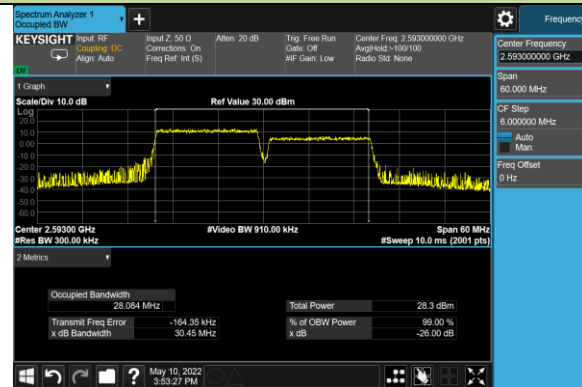 Spectrum Analyzer 1
Occupied BW
Frequency
KEYSIGHT
Input: RF
Coupling: DC
Align: Auto
Input Z: 50 Ω
Corrections: On
Freq Ref: Int (S)
Atten: 20 dB
Trig: Free Run
Gate: Off
#IF Gain: Low
Center Freq: 2.593000000 GHz
Avg|Hold:>100/100
Radio Std: None
LXI
Center Frequency
2.593000000 GHz
Span
60.000 MHz
CF Step
6.000000 MHz
Auto
Man
Freq Offset
0 Hz
1 Graph
Scale/Div 10.0 dB
Ref Value 30.00 dBm
Log
20.0
10.0
0.00
-10.0
-20.0
-30.0
-40.0
-50.0
-60.0
Center 2.59300 GHz
#Video BW 910.00 kHz
Span 60 MHz
#Res BW 300.00 kHz
#Sweep 10.0 ms (2001 pts)
2 Metrics
Occupied Bandwidth
28.084 MHz
Total Power
28.3 dBm
Transmit Freq Error
-164.35 kHz
% of OBW Power
99.00 %
x dB Bandwidth
30.45 MHz
x dB
-26.00 dB
?
May 10, 2022
3:53:27 PM